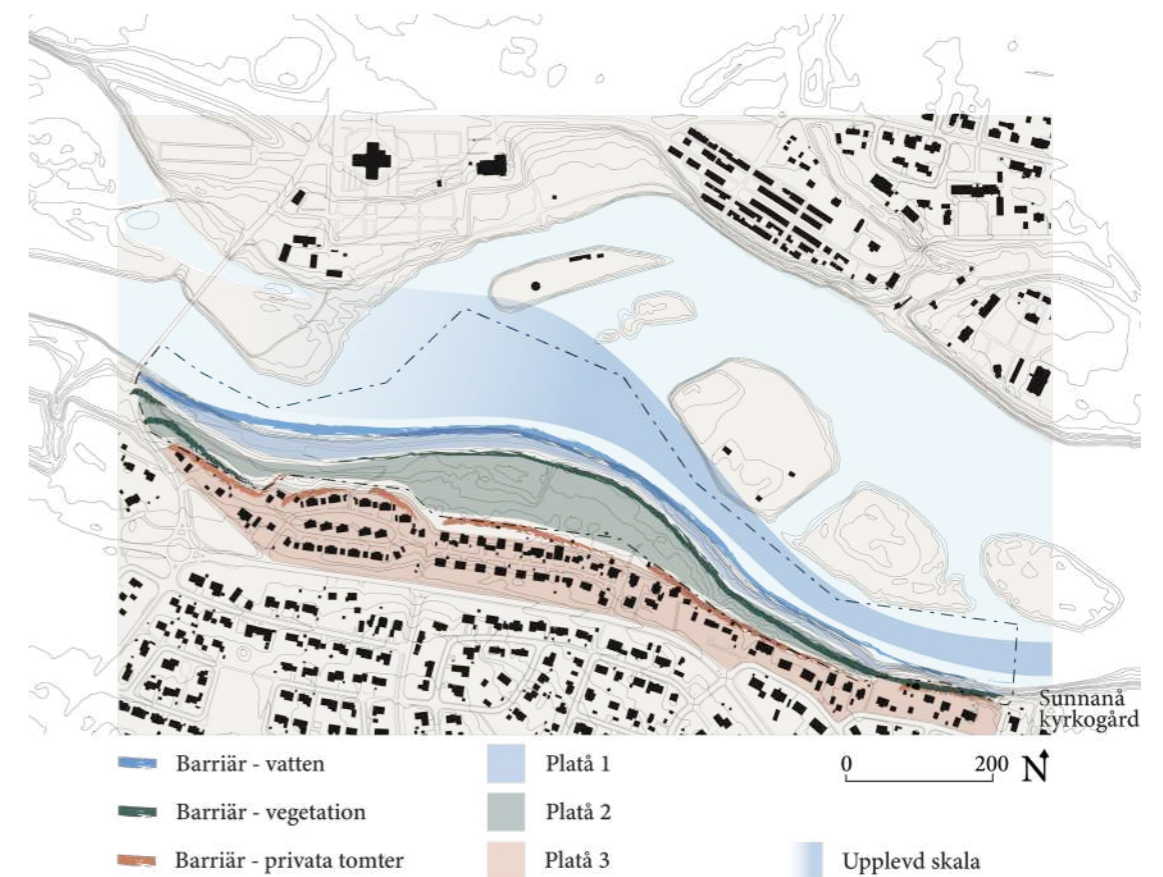 Sunnanå
kyrkogård
Barriär - vatten
Barriär - vegetation
Barriär - privata tomter
Platå 1
Platå 2
Platå 3
0 200 N
Upplevd skala